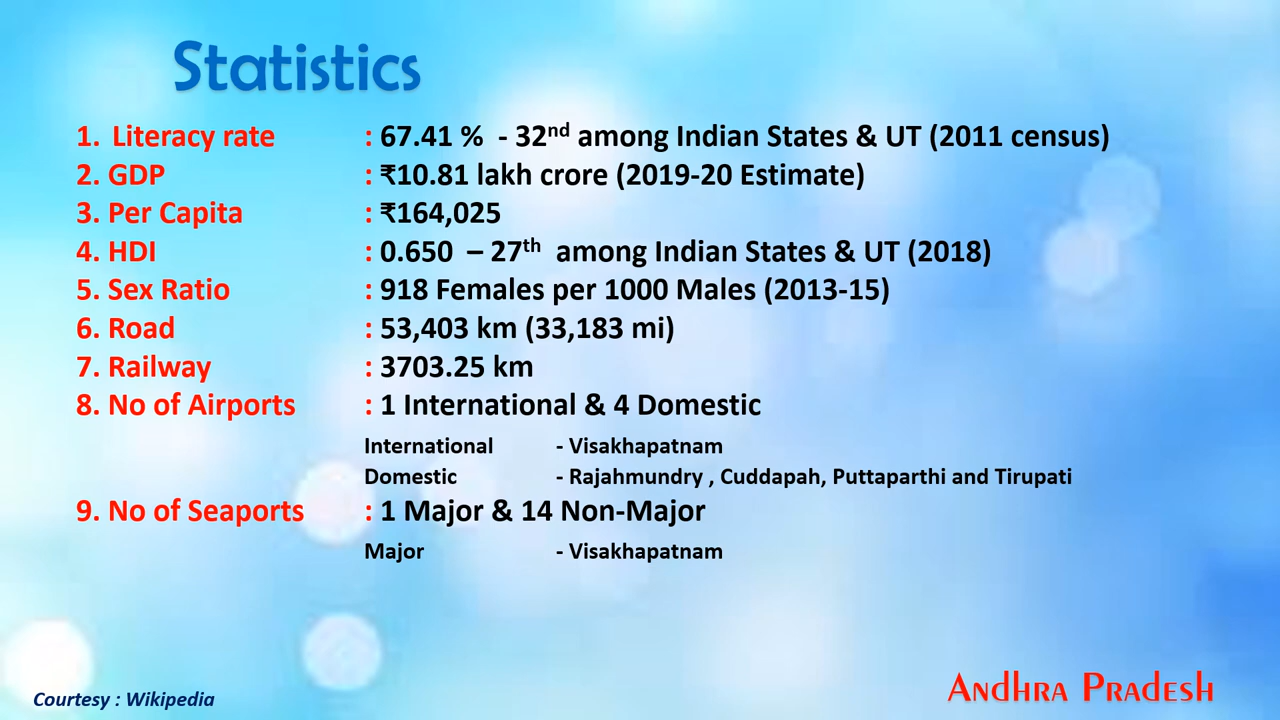 Statistics
1. Literacy rate : 67.41 % - 32nd among Indian States & UT (2011 census)
2. GDP : ₹10.81 lakh crore (2019-20 Estimate)
3. Per Capita : ₹164,025
4. HDI : 0.650 – 27th among Indian States & UT (2018)
5. Sex Ratio : 918 Females per 1000 Males (2013-15)
6. Road : 53,403 km (33,183 mi)
7. Railway : 3703.25 km
8. No of Airports : 1 International & 4 Domestic
International - Visakhapatnam
Domestic - Rajahmundry , Cuddapah, Puttaparthi and Tirupati
9. No of Seaports : 1 Major & 14 Non-Major
Major - Visakhapatnam
Courtesy : Wikipedia
Andhra Pradesh